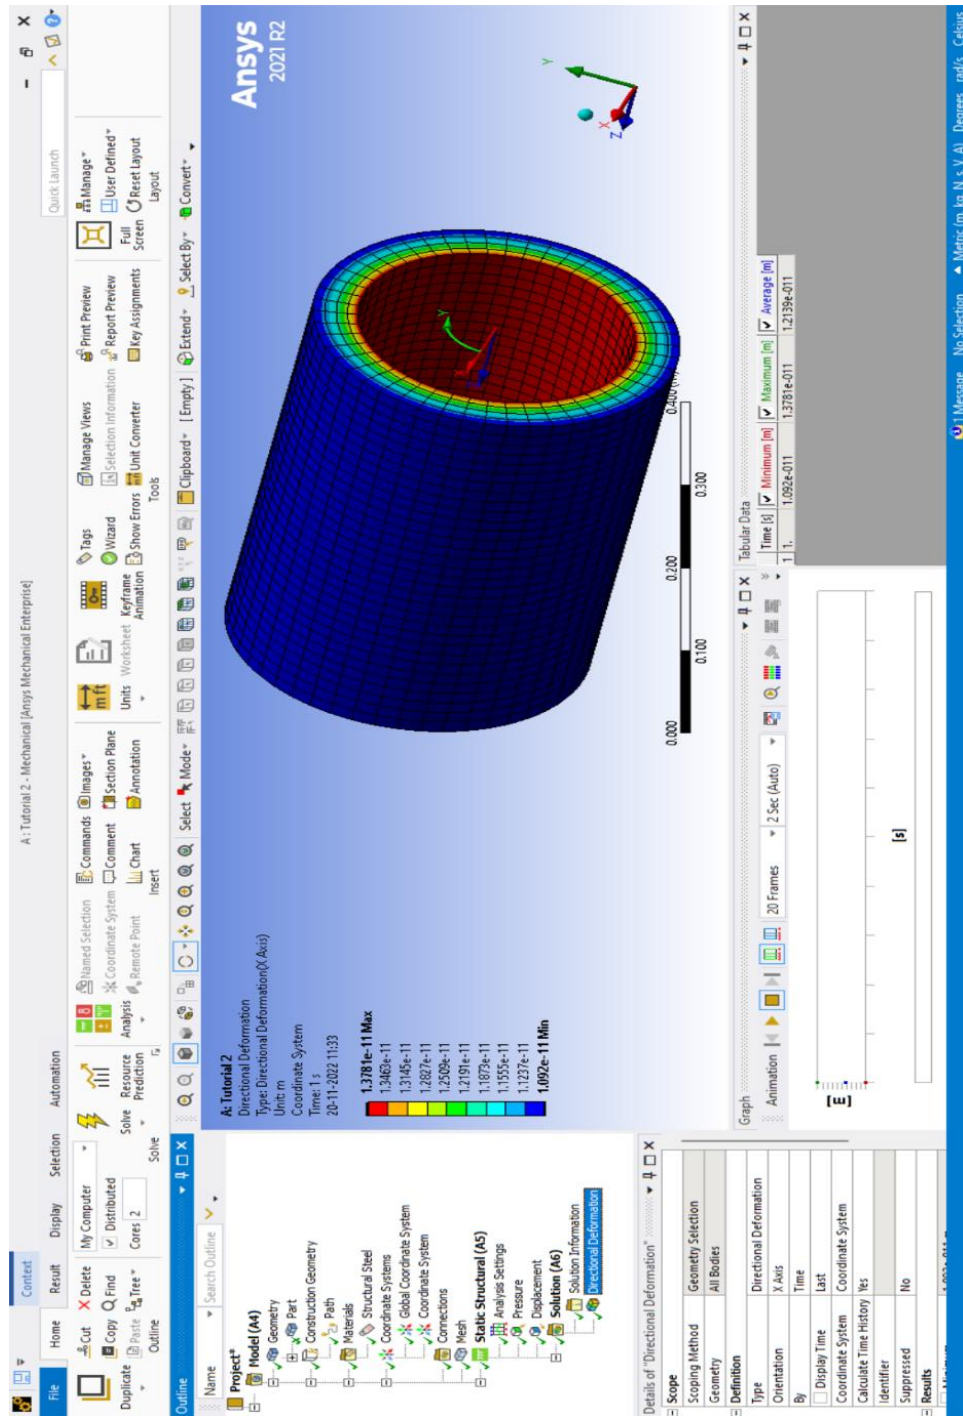 A : Tutorial 2 - Mechanical [Ansys Mechanical Enterprise]
Context
File
Home
Result
Display
Selection
Automation
Quick Launch
Duplicate
Cut
Copy
Paste
Delete
Find
Tree
Outline
My Computer
Distributed
Cores 2
Solve
Resource Prediction
Solve
Analysis
Named Selection
Coordinate System
Remote Point
Commands
Comment
Chart
Images
Section Plane
Annotation
Insert
mft
Units
Worksheet
Keyframe Animation
Tags
Wizard
Show Errors
Manage Views
Selection Information
Unit Converter
Print Preview
Report Preview
Key Assignments
Tools
Full Screen
Manage
User Defined
Reset Layout
Layout
Select
Mode
Clipboard
[ Empty ]
Extend
Select By
Convert
Outline
Name
Search Outline
Project*
Model (A4)
Geometry
Part
Construction Geometry
Path
Materials
Structural Steel
Coordinate Systems
Global Coordinate System
Coordinate System
Connections
Mesh
Static Structural (A5)
Analysis Settings
Pressure
Displacement
Solution (A6)
Solution Information
Directional Deformation
A: Tutorial 2
Directional Deformation
Type: Directional Deformation(X Axis)
Unit: m
Coordinate System
Time: 1 s
20-11-2022 11:33
1.3781e-11 Max
1.3463e-11
1.3145e-11
1.2827e-11
1.2509e-11
1.2191e-11
1.1873e-11
1.1555e-11
1.1237e-11
1.092e-11 Min
Ansys
2021 R2
Y
X
Z
Y
0.000
0.100
0.200
0.300
0.400
Details of "Directional Deformation"
Scope
Scoping Method Geometry Selection
Geometry All Bodies
Definition
Type Directional Deformation
Orientation X Axis
By Time
Display Time Last
Coordinate System Coordinate System
Calculate Time History Yes
Identifier
Suppressed No
Results
Graph
Animation
20 Frames
2 Sec (Auto)
[m]
[s]
Tabular Data
Time [s] Minimum [m] Maximum [m] Average [m]
1 1. 1.092e-011 1.3781e-011 1.2139e-011
1 Message No Selection Metric (m, kg, N, s, V, A) Degrees rad/s Celsius